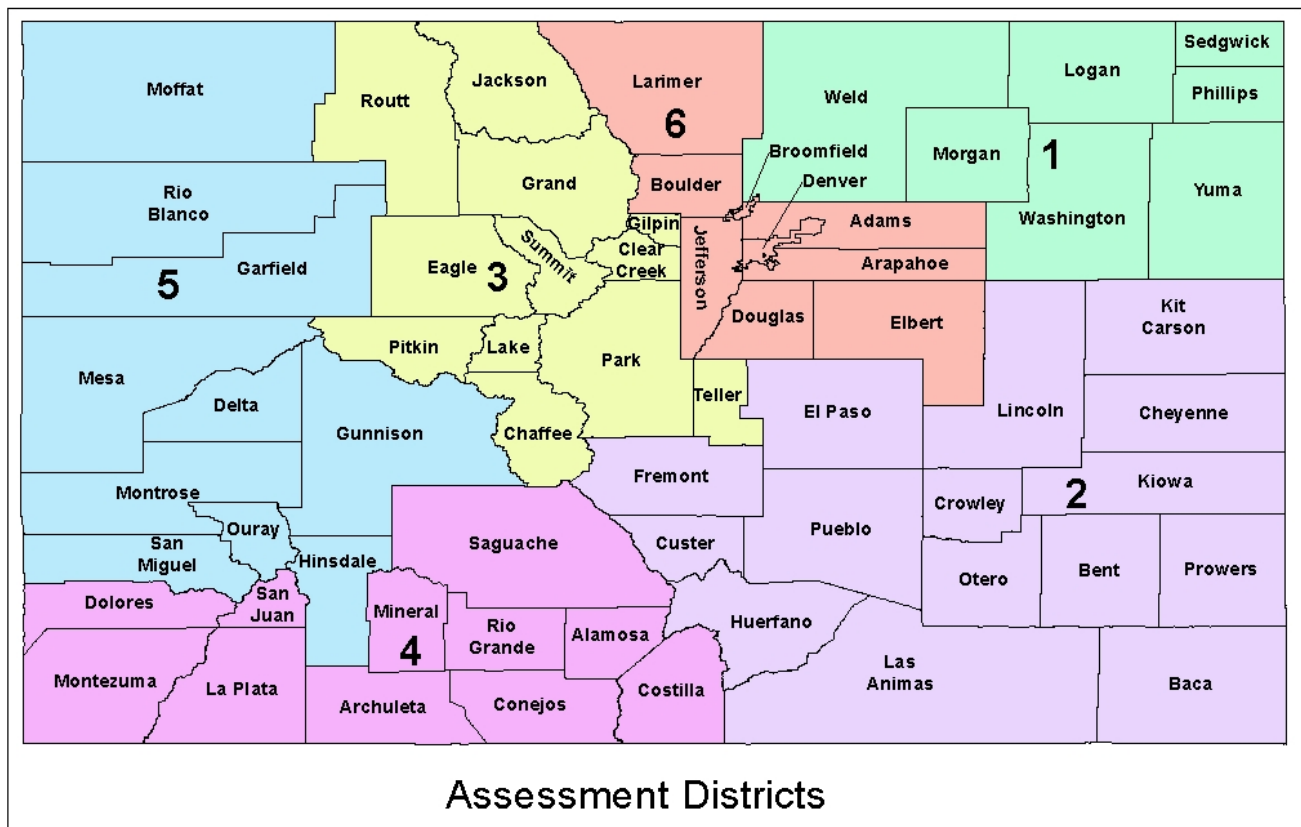 Moffat
Routt
Jackson
Larimer
6
Weld
Logan
Sedgwick
Phillips
Morgan
1
Yuma
Washington
Rio
Blanco
Grand
Boulder
Broomfield
Denver
Gilpin
Adams
Clear
Creek
Jefferson
Arapahoe
Garfield
5
Eagle
3
Summit
Douglas
Elbert
Kit
Carson
Mesa
Pitkin
Lake
Park
Teller
Delta
Gunnison
Chaffee
El Paso
Lincoln
Cheyenne
Fremont
Kiowa
2
Crowley
Montrose
Ouray
San
Miguel
Hinsdale
Saguache
Custer
Pueblo
Otero
Bent
Prowers
Dolores
San
Juan
Mineral
4
Rio
Grande
Alamosa
Huerfano
Montezuma
La Plata
Archuleta
Conejos
Costilla
Las
Animas
Baca
Assessment Districts